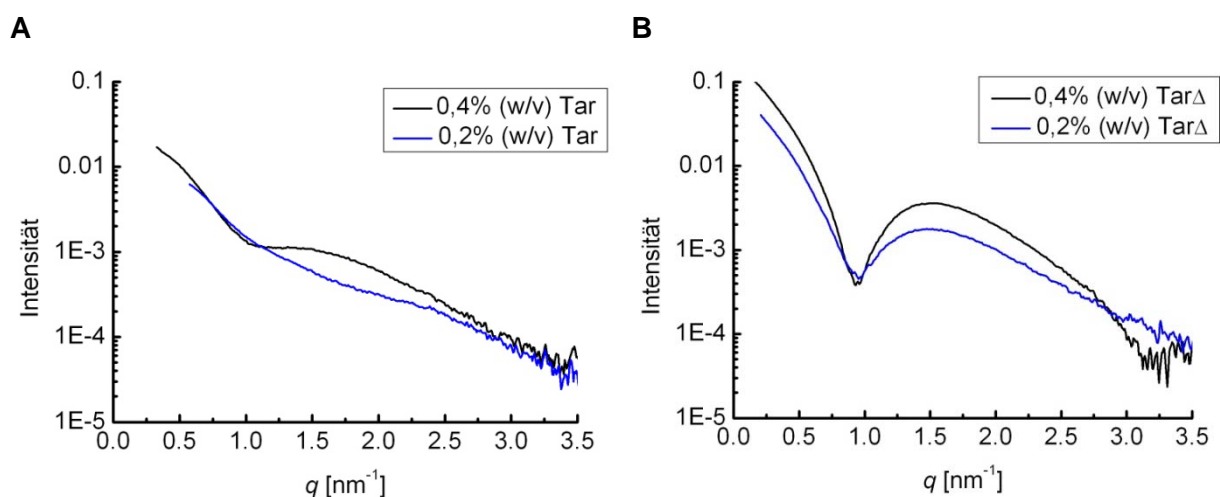 A
0.1
0.01
1E-3
1E-4
1E-5
Intensität
0,4% (w/v) Tar
0,2% (w/v) Tar
0.0 0.5 1.0 1.5 2.0 2.5 3.0 3.5
q [nm⁻¹]
B
0.1
0.01
1E-3
1E-4
1E-5
Intensität
0,4% (w/v) TarΔ
0,2% (w/v) TarΔ
0.0 0.5 1.0 1.5 2.0 2.5 3.0 3.5
q [nm⁻¹]